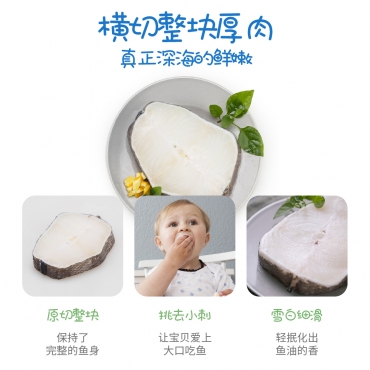 横切整块厚肉
真正深海的鲜嫩
原切整块
挑去小刺
雪白细滑
保持了
完整的鱼身
让宝贝爱上
大口吃鱼
轻抿化出
鱼油的香